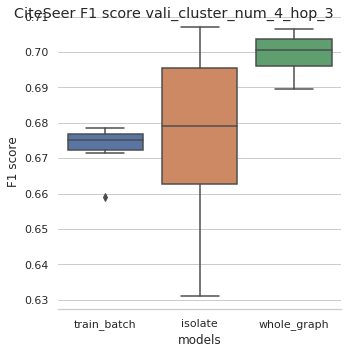 CiteSeer F1 score vali_cluster_num_4_hop_3
0.71
0.70
0.69
0.68
0.67
0.66
0.65
0.64
0.63
F1 score
train_batch isolate whole_graph
models